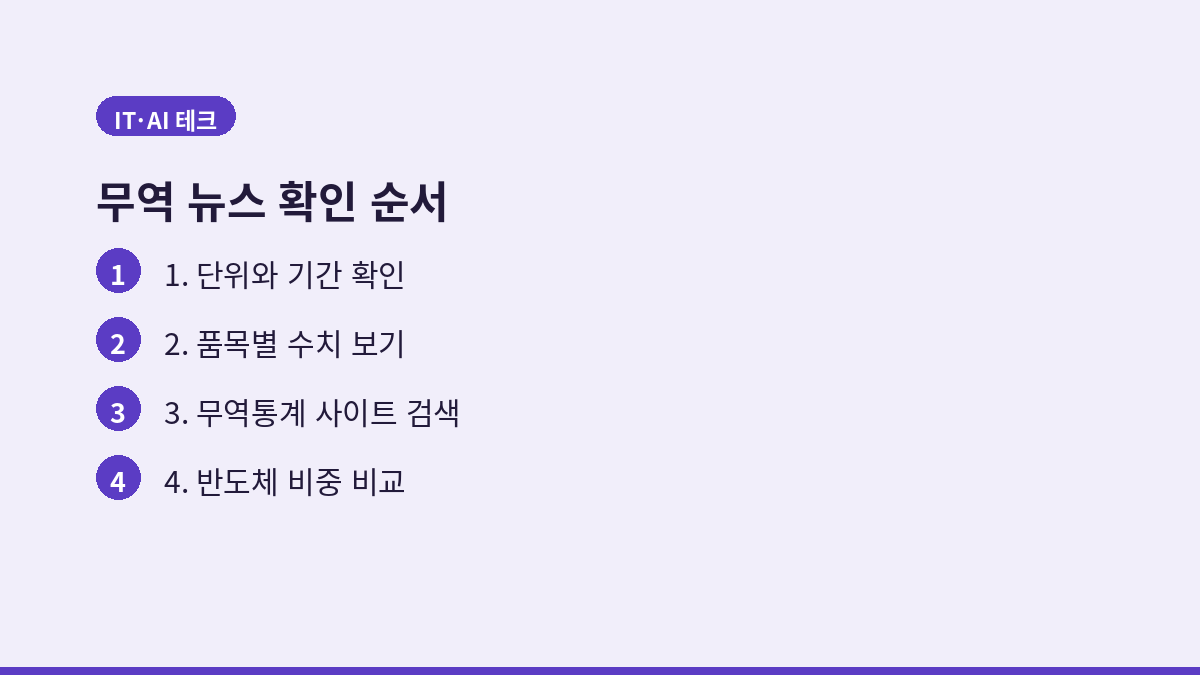 IT·AI 테크
무역 뉴스 확인 순서
1 1. 단위와 기간 확인
2 2. 품목별 수치 보기
3 3. 무역통계 사이트 검색
4 4. 반도체 비중 비교